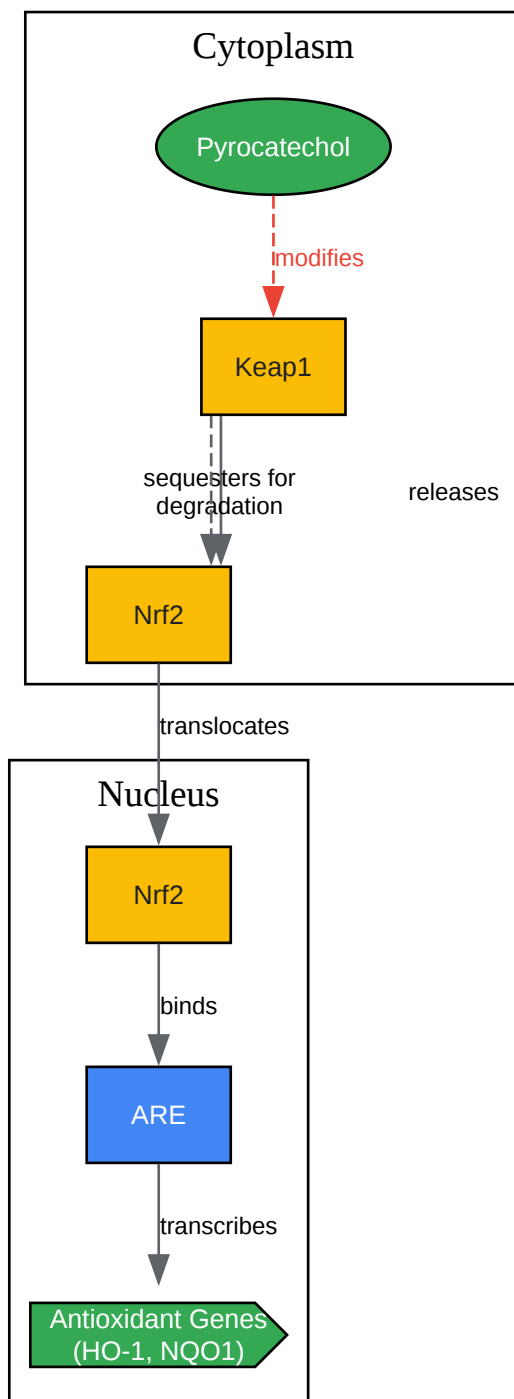 Cytoplasm
Pyrocatechol
modifies
Keap1
sequesters for
degradation
releases
Nrf2
translocates
Nucleus
Nrf2
binds
ARE
transcribes
Antioxidant Genes
(HO-1, NQO1)